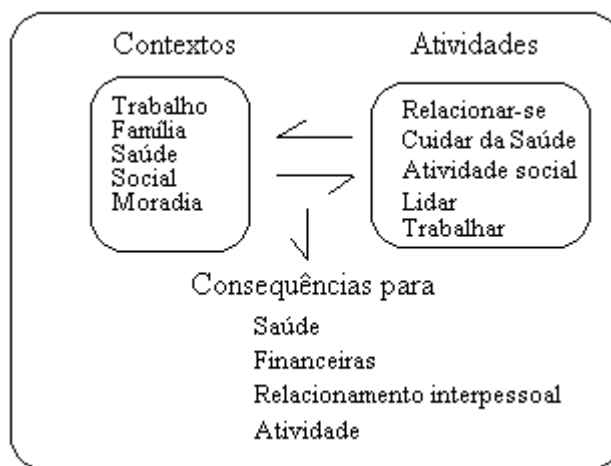 Contextos
Trabalho
Família
Saúde
Social
Moradia
Atividades
Relacionar-se
Cuidar da Saúde
Atividade social
Lidar
Trabalhar
Consequências para
Saúde
Financeiras
Relacionamento interpessoal
Atividade